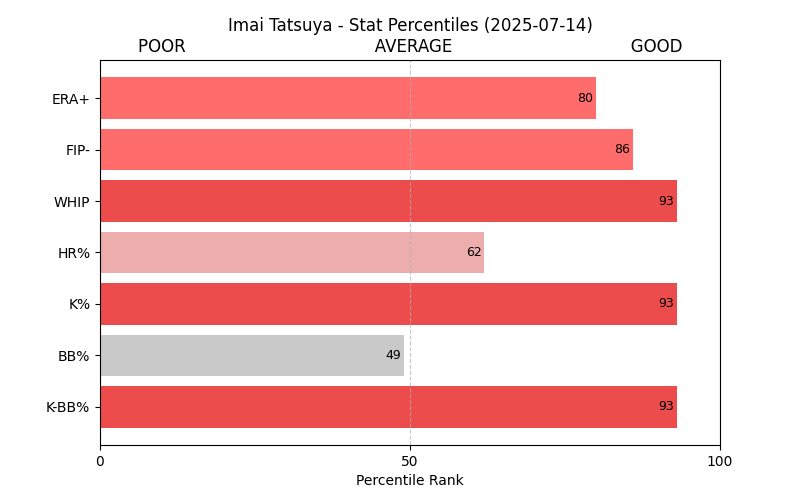 Imai Tatsuya - Stat Percentiles (2025-07-14)
POOR AVERAGE GOOD
ERA+ 80
FIP- 86
WHIP 93
HR% 62
K% 93
BB% 49
K-BB% 93
0 50 100
Percentile Rank